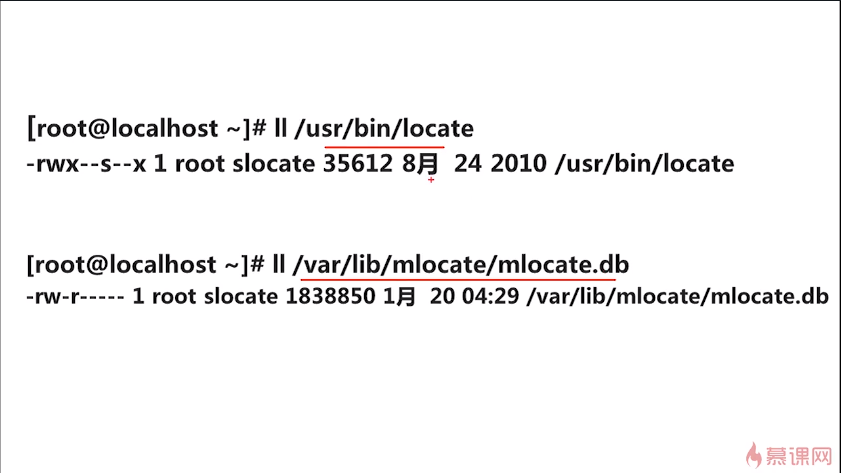 [root@localhost ~]# ll /usr/bin/locate
-rwx--s--x 1 root slocate 35612 8月 24 2010 /usr/bin/locate
[root@localhost ~]# ll /var/lib/mlocate/mlocate.db
-rw-r----- 1 root slocate 1838850 1月 20 04:29 /var/lib/mlocate/mlocate.db
慕课网